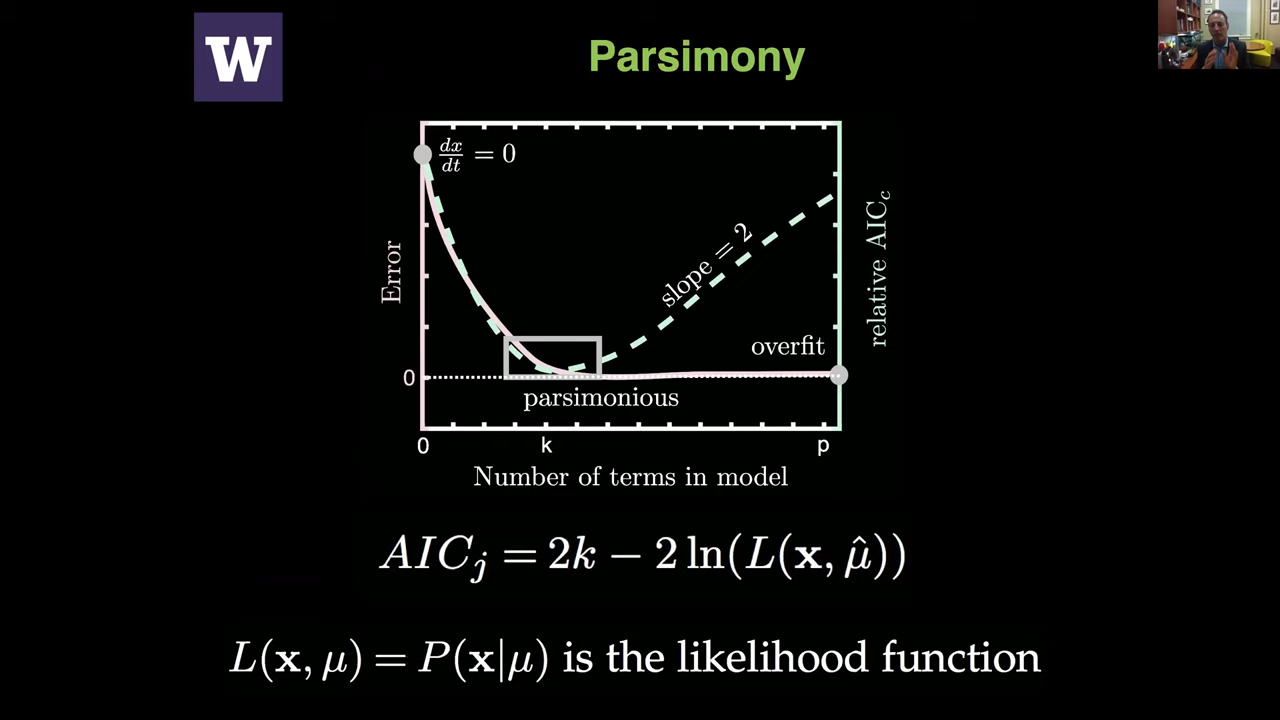 W
Parsimony
dx/dt = 0
Error
slope = 2
relative AIC_c
overfit
0
parsimonious
0 k p
Number of terms in model
AIC_j = 2k − 2 ln(L(x, μ̂))
L(x, μ) = P(x|μ) is the likelihood function